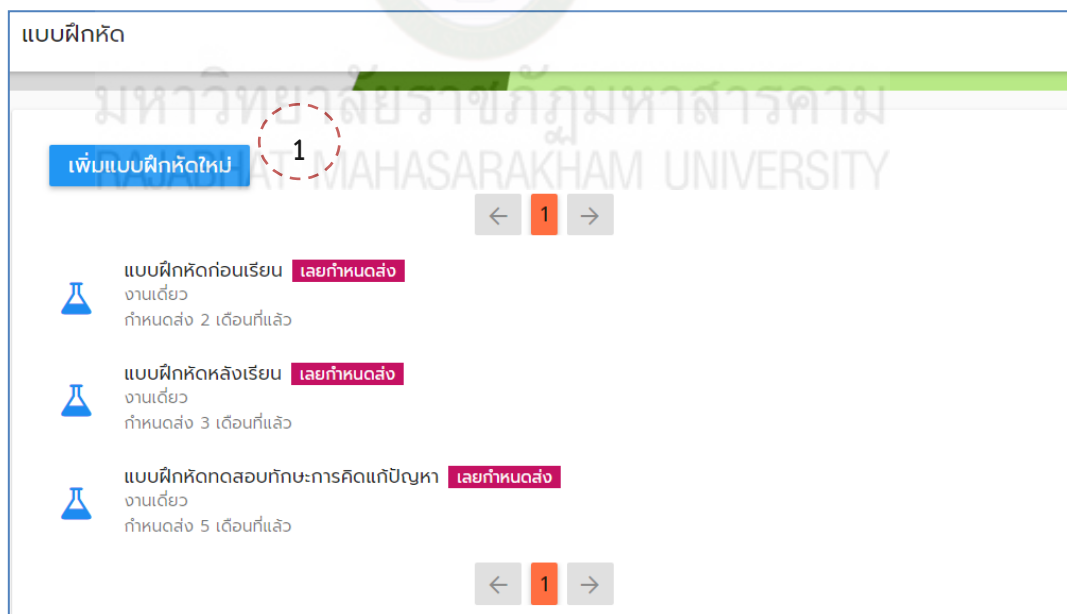 แบบฝึกหัด
มหาวิทยาลัยราชภัฏมหาสารคาม
RAJABHAT MAHASARAKHAM UNIVERSITY
เพิ่มแบบฝึกหัดใหม่
1
← 1 →
แบบฝึกหัดก่อนเรียน เลยกำหนดส่ง
งานเดี่ยว
กำหนดส่ง 2 เดือนที่แล้ว
แบบฝึกหัดหลังเรียน เลยกำหนดส่ง
งานเดี่ยว
กำหนดส่ง 3 เดือนที่แล้ว
แบบฝึกหัดทดสอบทักษะการคิดแก้ปัญหา เลยกำหนดส่ง
งานเดี่ยว
กำหนดส่ง 5 เดือนที่แล้ว
← 1 →